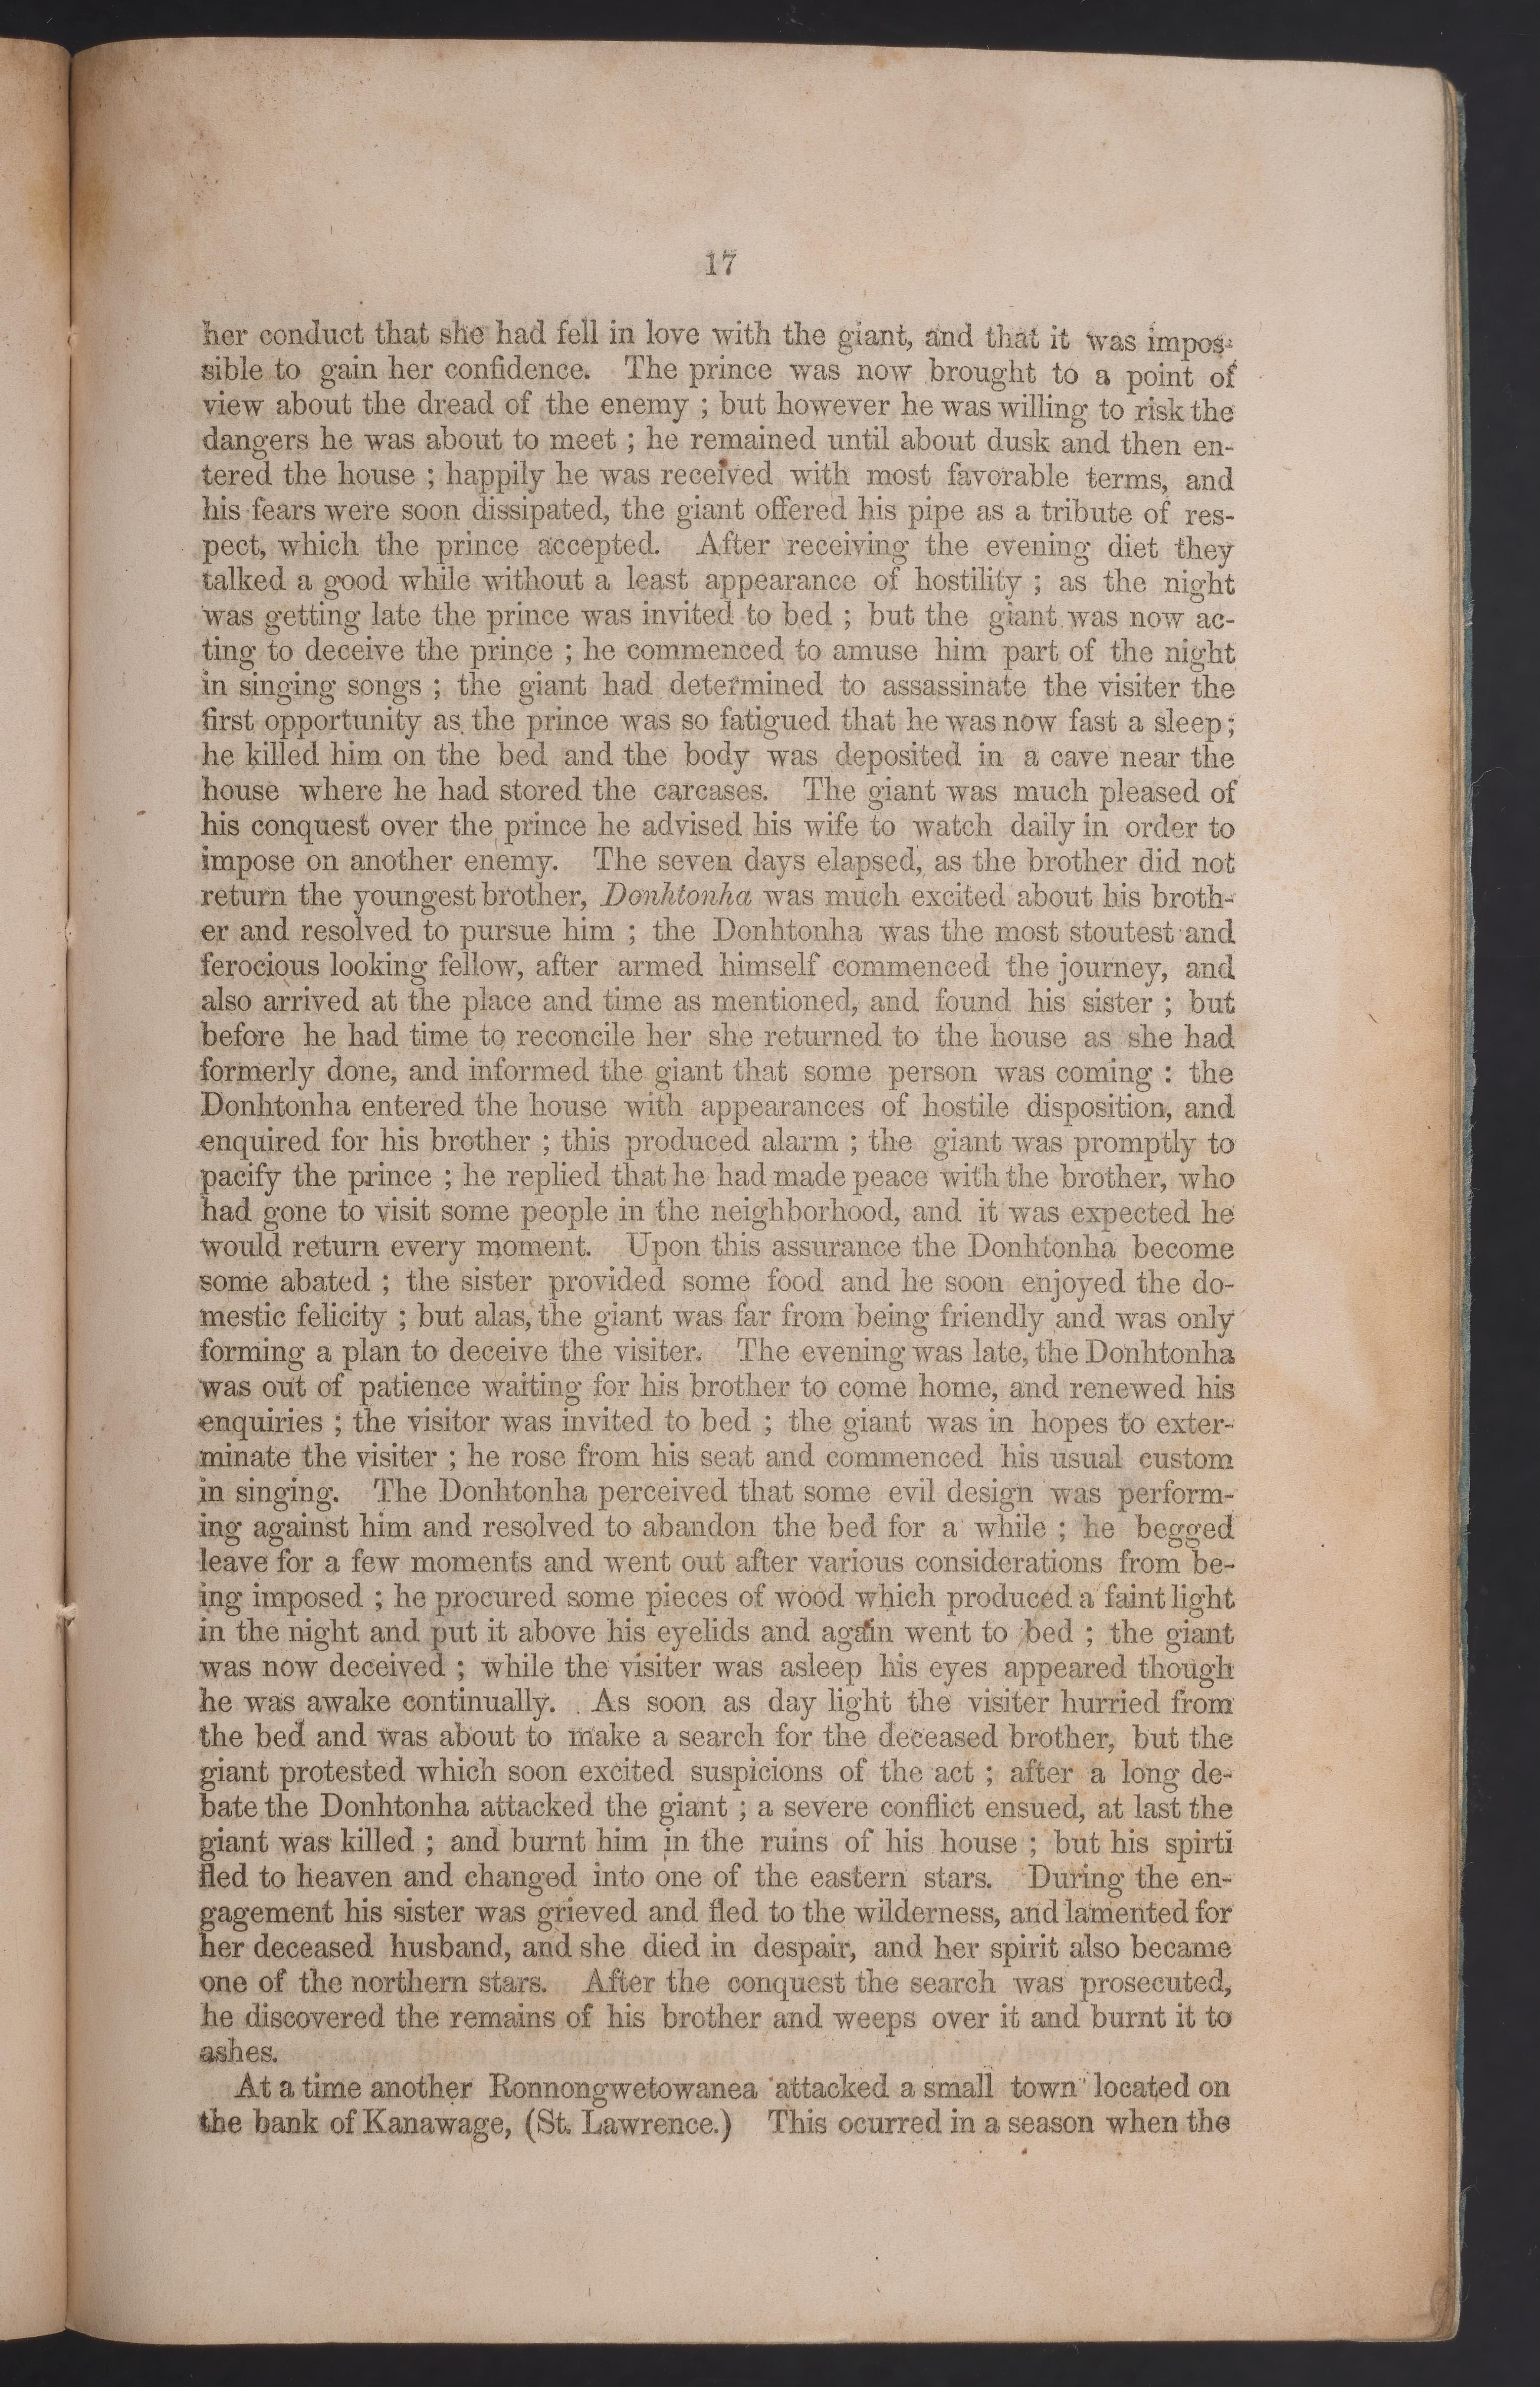 17
her conduct that she had fell in love with the giant, and that it was impos-
sible to gain her confidence. The prince was now brought to a point of
view about the dread of the enemy ; but however he was willing to risk the
dangers he was about to meet ; he remained until about dusk and then en-
tered the house ; happily he was received with most favorable terms, and
his fears were soon dissipated, the giant offered his pipe as a tribute of res-
pect, which the prince accepted. After receiving the evening diet they
talked a good while without a least appearance of hostility ; as the night
was getting late the prince was invited to bed ; but the giant was now ac-
ting to deceive the prince ; he commenced to amuse him part of the night
in singing songs ; the giant had determined to assassinate the visiter the
first opportunity as the prince was so fatigued that he was now fast a sleep;
he killed him on the bed and the body was deposited in a cave near the
house where he had stored the carcases. The giant was much pleased of
his conquest over the prince he advised his wife to watch daily in order to
impose on another enemy. The seven days elapsed, as the brother did not
return the youngest brother, Donhtonha was much excited about his broth-
er and resolved to pursue him ; the Donhtonha was the most stoutest and
ferocious looking fellow, after armed himself commenced the journey, and
also arrived at the place and time as mentioned, and found his sister ; but
before he had time to reconcile her she returned to the house as she had
formerly done, and informed the giant that some person was coming : the
Donhtonha entered the house with appearances of hostile disposition, and
enquired for his brother ; this produced alarm ; the giant was promptly to
pacify the prince ; he replied that he had made peace with the brother, who
had gone to visit some people in the neighborhood, and it was expected he
would return every moment. Upon this assurance the Donhtonha become
some abated ; the sister provided some food and he soon enjoyed the do-
mestic felicity ; but alas, the giant was far from being friendly and was only
forming a plan to deceive the visiter. The evening was late, the Donhtonha
was out of patience waiting for his brother to come home, and renewed his
enquiries ; the visitor was invited to bed ; the giant was in hopes to exter-
minate the visiter ; he rose from his seat and commenced his usual custom
in singing. The Donhtonha perceived that some evil design was perform-
ing against him and resolved to abandon the bed for a while ; he begged
leave for a few moments and went out after various considerations from be-
ing imposed ; he procured some pieces of wood which produced a faint light
in the night and put it above his eyelids and again went to bed ; the giant
was now deceived ; while the visiter was asleep his eyes appeared though
he was awake continually. As soon as day light the visiter hurried from
the bed and was about to make a search for the deceased brother, but the
giant protested which soon excited suspicions of the act ; after a long de-
bate the Donhtonha attacked the giant ; a severe conflict ensued, at last the
giant was killed ; and burnt him in the ruins of his house ; but his spirti
fled to heaven and changed into one of the eastern stars. During the en-
gagement his sister was grieved and fled to the wilderness, and lamented for
her deceased husband, and she died in despair, and her spirit also became
one of the northern stars. After the conquest the search was prosecuted,
he discovered the remains of his brother and weeps over it and burnt it to
ashes.
At a time another Ronnongwetowanea attacked a small town located on
the bank of Kanawage, (St. Lawrence.) This ocurred in a season when the